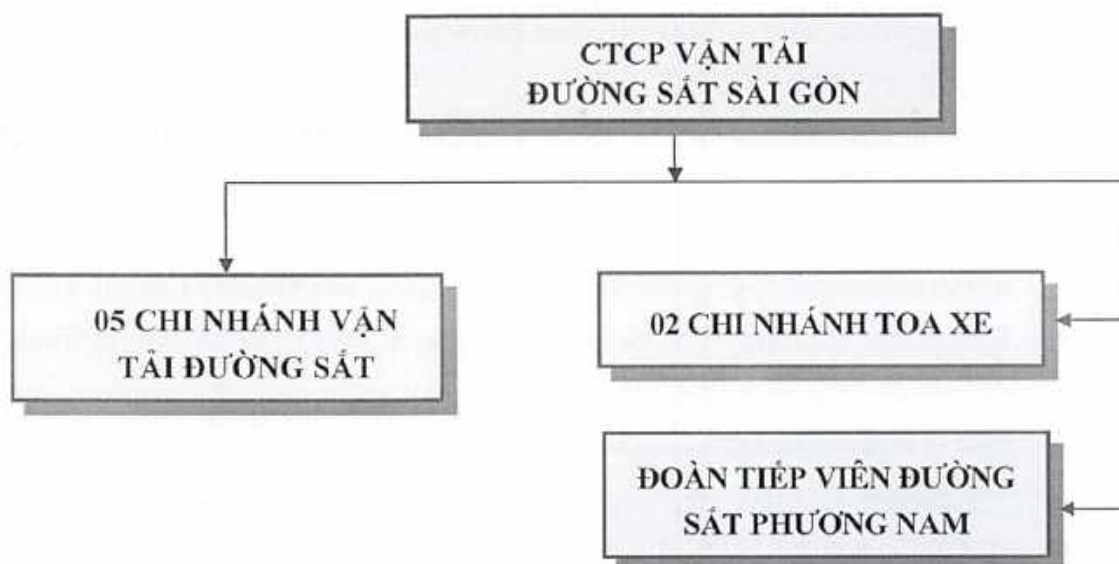 CTCP VẬN TẢI
ĐƯỜNG SẮT SÀI GÒN
05 CHI NHÁNH VẬN
TẢI ĐƯỜNG SẮT
02 CHI NHÁNH TOA XE
ĐOÀN TIẾP VIÊN ĐƯỜNG
SẮT PHƯƠNG NAM